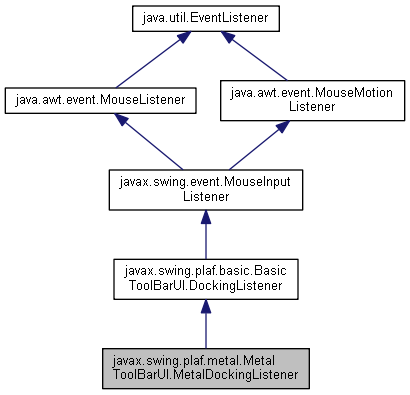 java.util.EventListener
java.awt.event.MouseListener
java.awt.event.MouseMotion
Listener
javax.swing.event.MouseInput
Listener
javax.swing.plaf.basic.Basic
ToolBarUI.DockingListener
javax.swing.plaf.metal.Metal
ToolBarUI.MetalDockingListener